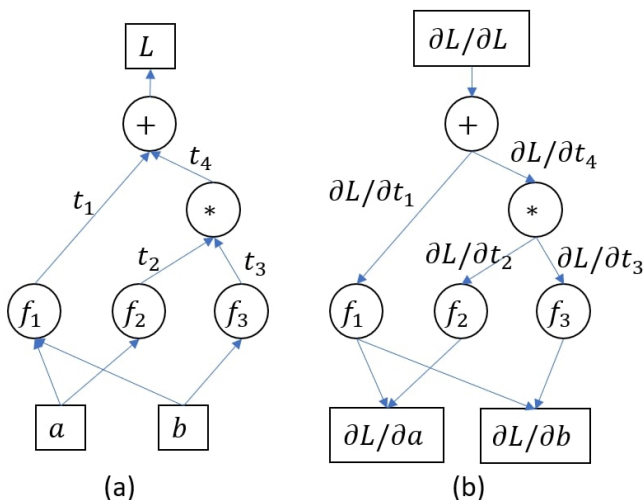 L
∂L/∂L
+
+
t₄
∂L/∂t₄
t₁
∂L/∂t₁
*
*
t₂
t₃
∂L/∂t₂
∂L/∂t₃
f₁
f₂
f₃
f₁
f₂
f₃
a
b
∂L/∂a
∂L/∂b
(a)
(b)